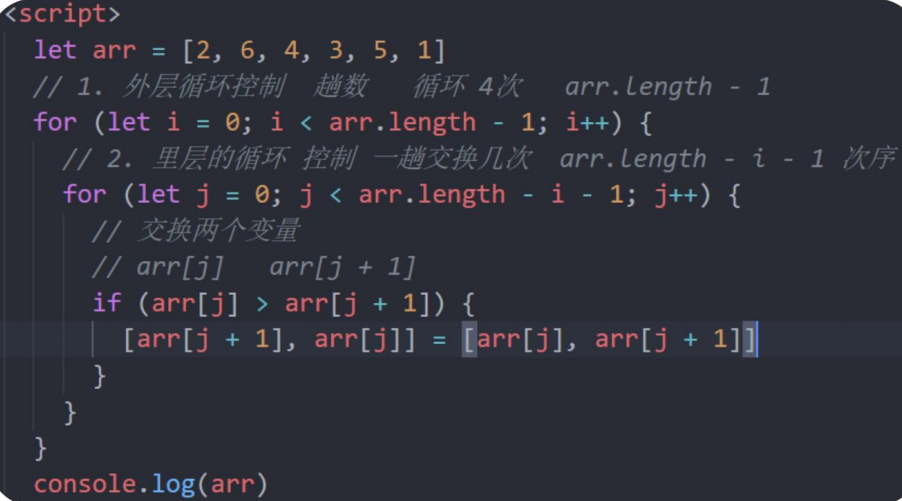 <script>
let arr = [2, 6, 4, 3, 5, 1]
// 1. 外层循环控制 趟数 循环 4次 arr.length - 1
for (let i = 0; i < arr.length - 1; i++) {
// 2. 里层的循环 控制 一趟交换几次 arr.length - i - 1 次序
for (let j = 0; j < arr.length - i - 1; j++) {
// 交换两个变量
// arr[j] arr[j + 1]
if (arr[j] > arr[j + 1]) {
[arr[j + 1], arr[j]] = [arr[j], arr[j + 1]]
}
}
}
console.log(arr)